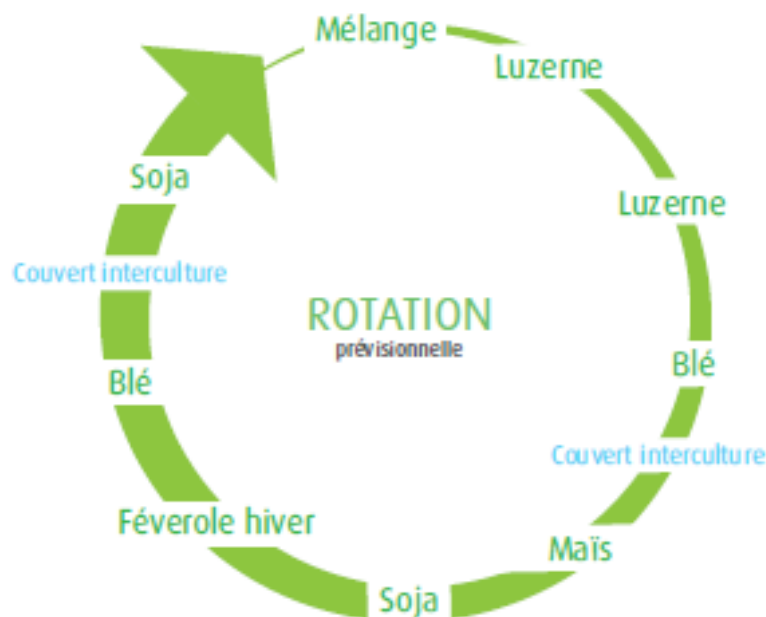 Mélange
Luzerne
Luzerne
Blé
Couvert interculture
Maïs
Soja
Féverole hiver
Blé
Couvert interculture
Soja
ROTATION
prévisionnelle